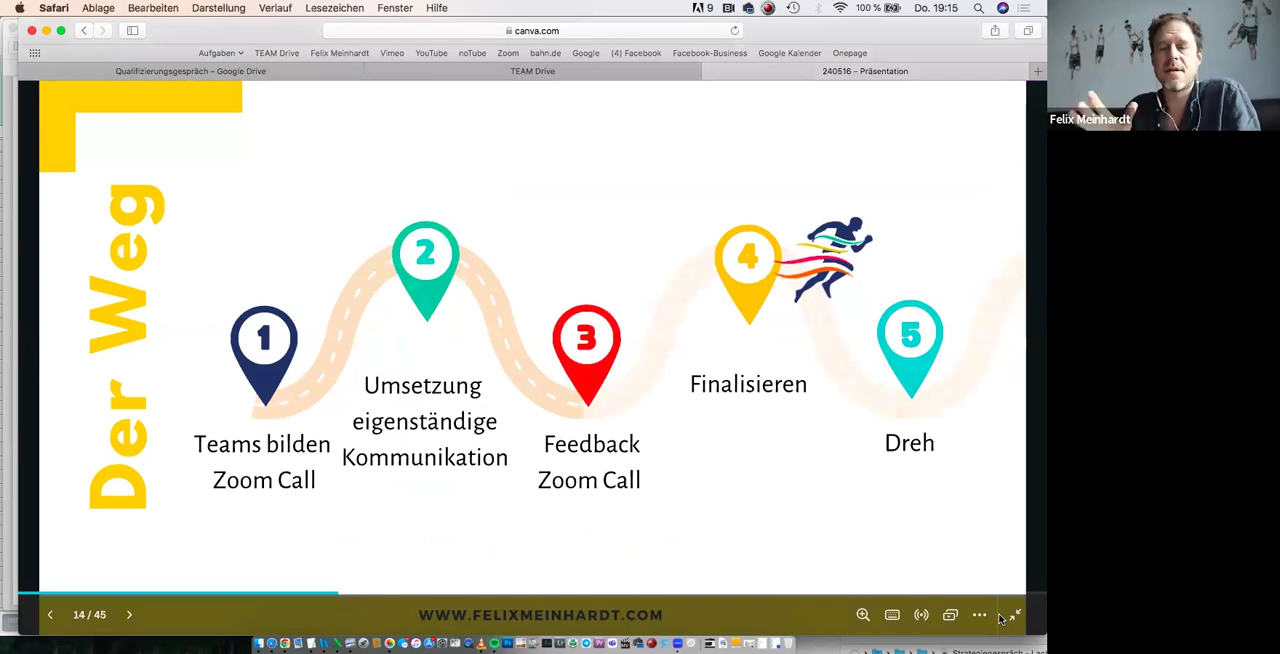 Safari Ablage Bearbeiten Darstellung Verlauf Lesezeichen Fenster Hilfe 9 100 % Do. 19:15
canva.com
Aufgaben TEAM Drive Felix Meinhardt Vimeo YouTube noTube Zoom bahn.de Google (4) Facebook Facebook-Business Google Kalender Onepage
Qualifizierungsgespräch – Google Drive TEAM Drive 240516 – Präsentation
Felix Meinhardt
Der Weg
1
2
3
4
5
Teams bilden
Zoom Call
Umsetzung
eigenständige
Kommunikation
Feedback
Zoom Call
Finalisieren
Dreh
14 / 45
WWW.FELIXMEINHARDT.COM